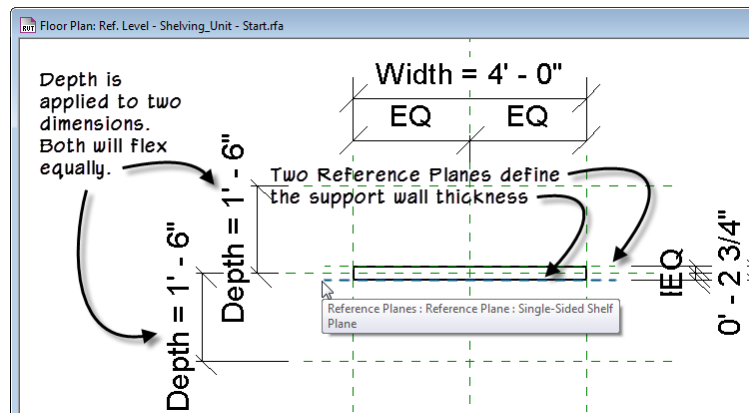 RVT
Floor Plan: Ref. Level - Shelving_Unit - Start.rfa
Depth is
applied to two
dimensions.
Both will flex
equally.
Width = 4' - 0"
EQ EQ
Two Reference Planes define
the support wall thickness
Depth = 1' - 6"
Depth = 1' - 6"
EQ
0' - 2 3/4"
Reference Planes : Reference Plane : Single-Sided Shelf
Plane